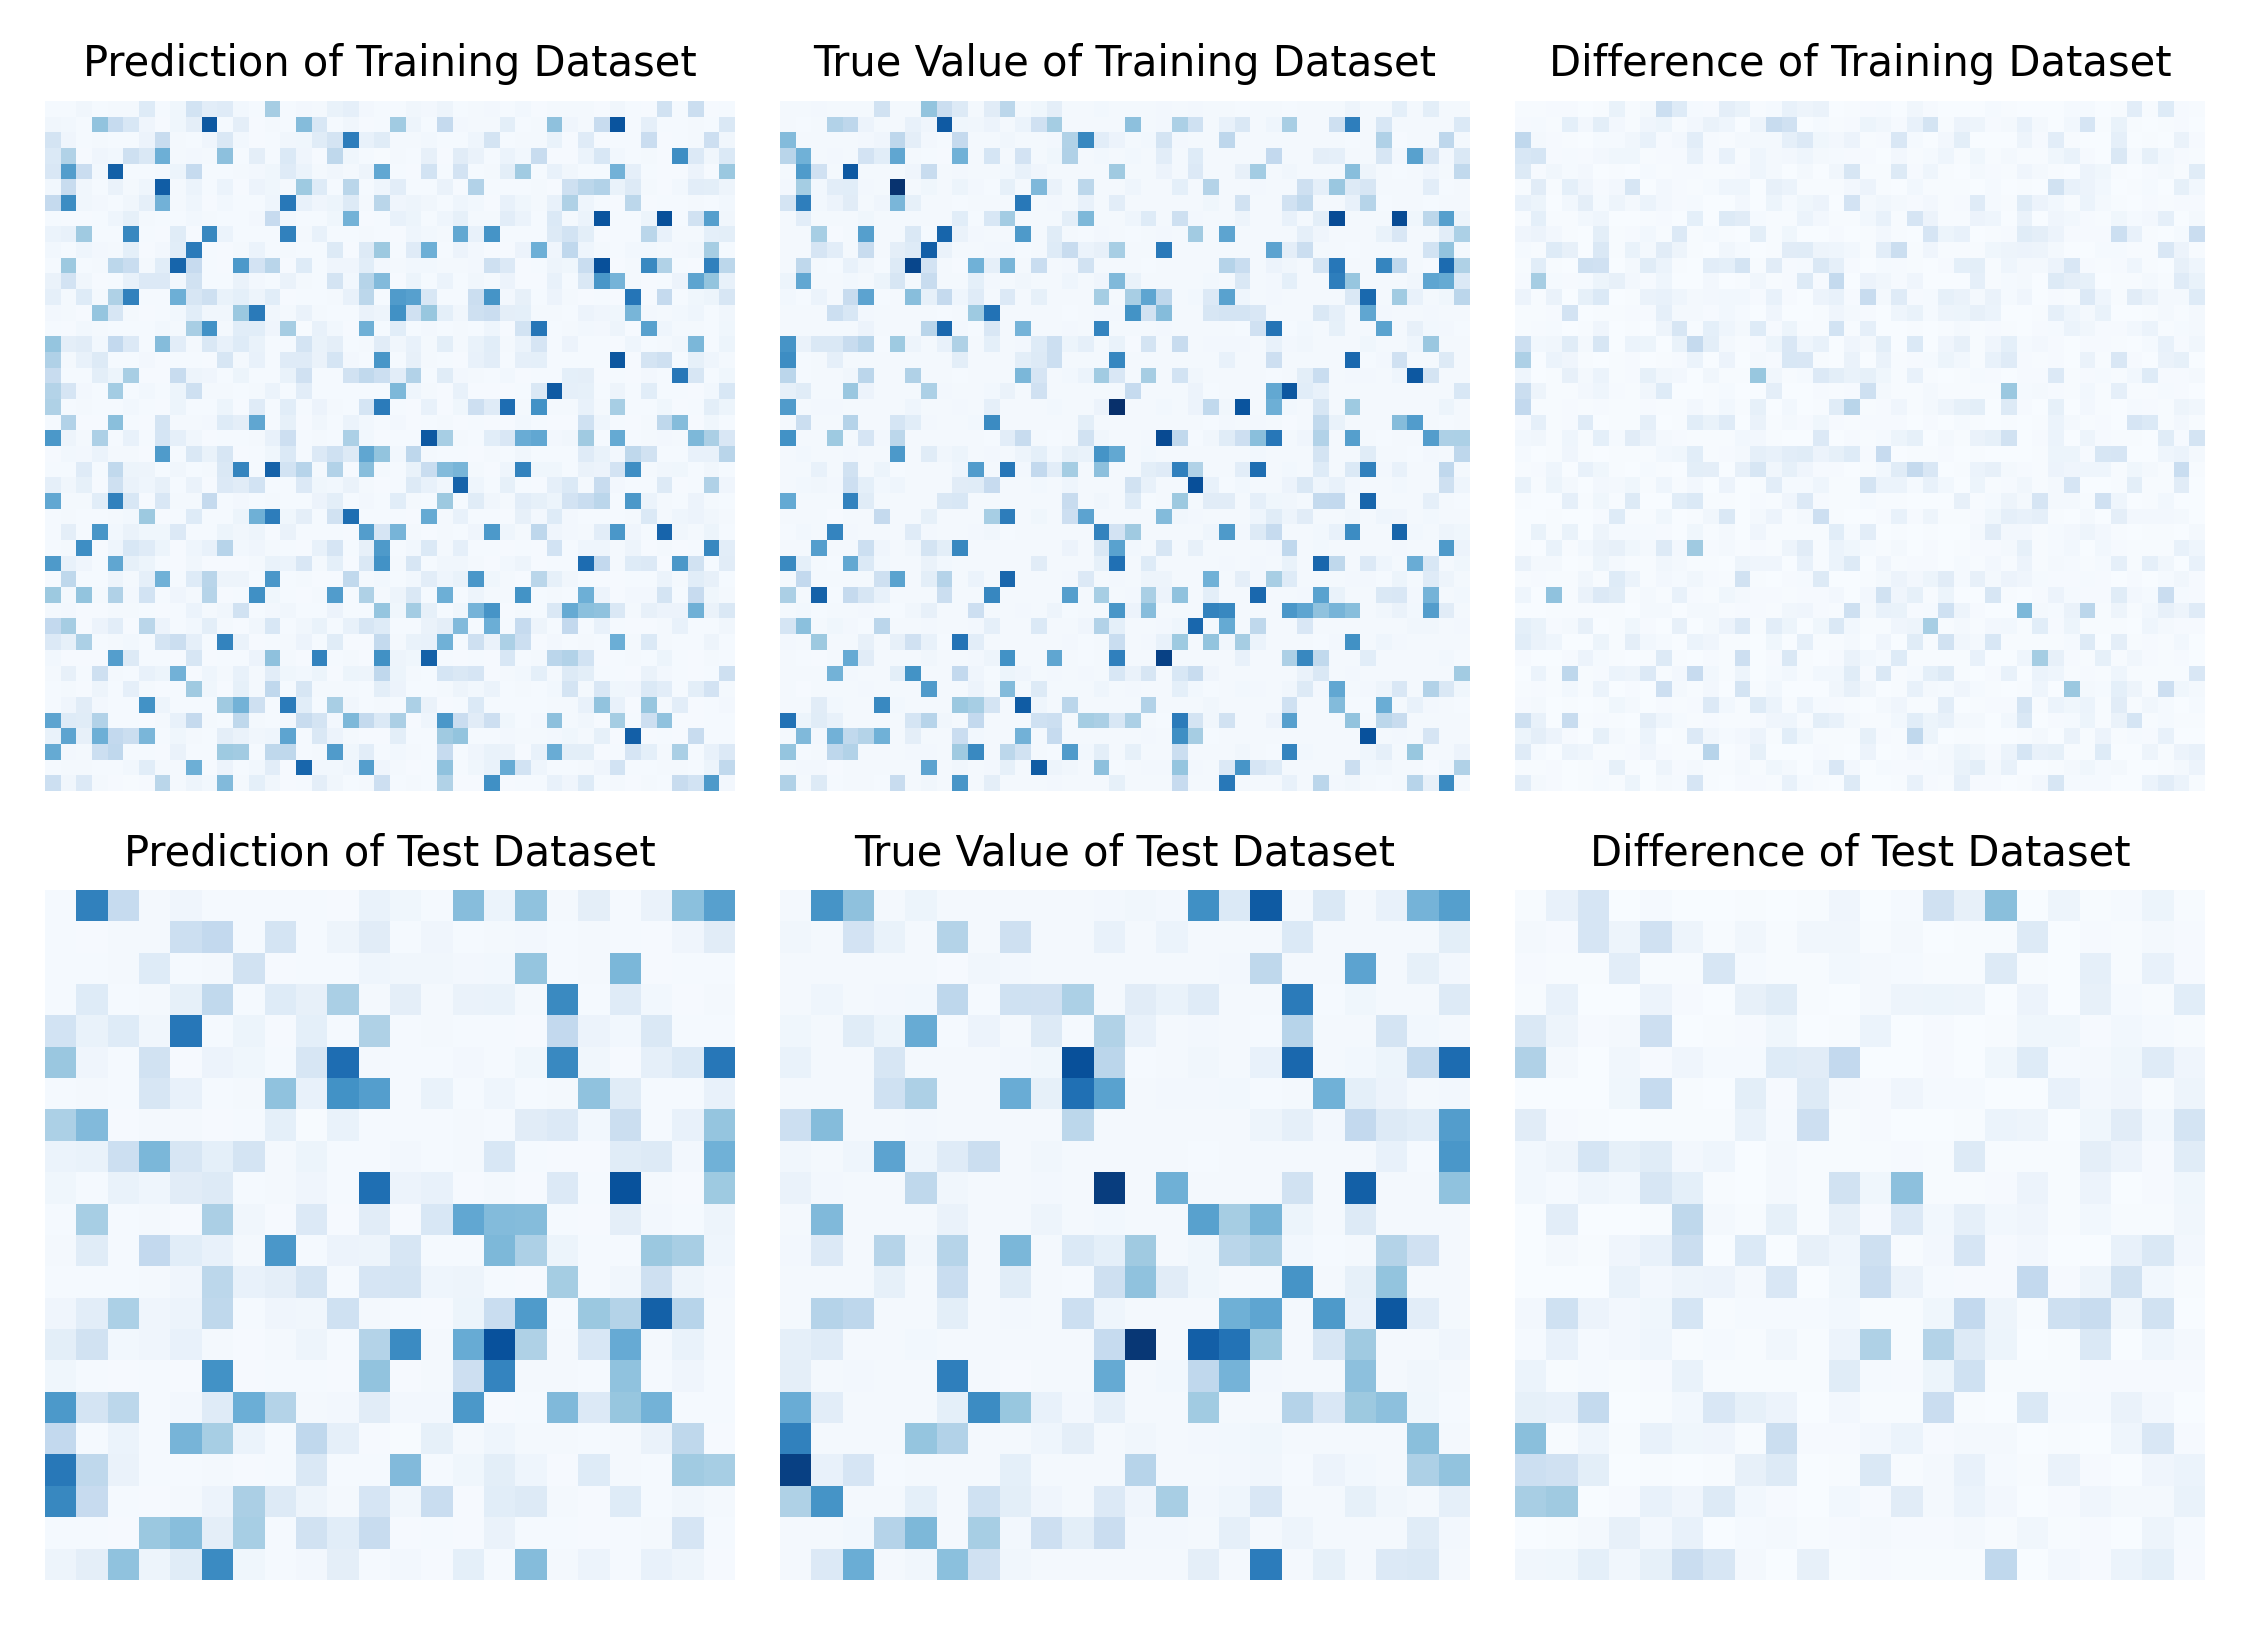 Prediction of Training Dataset
True Value of Training Dataset
Difference of Training Dataset
Prediction of Test Dataset
True Value of Test Dataset
Difference of Test Dataset